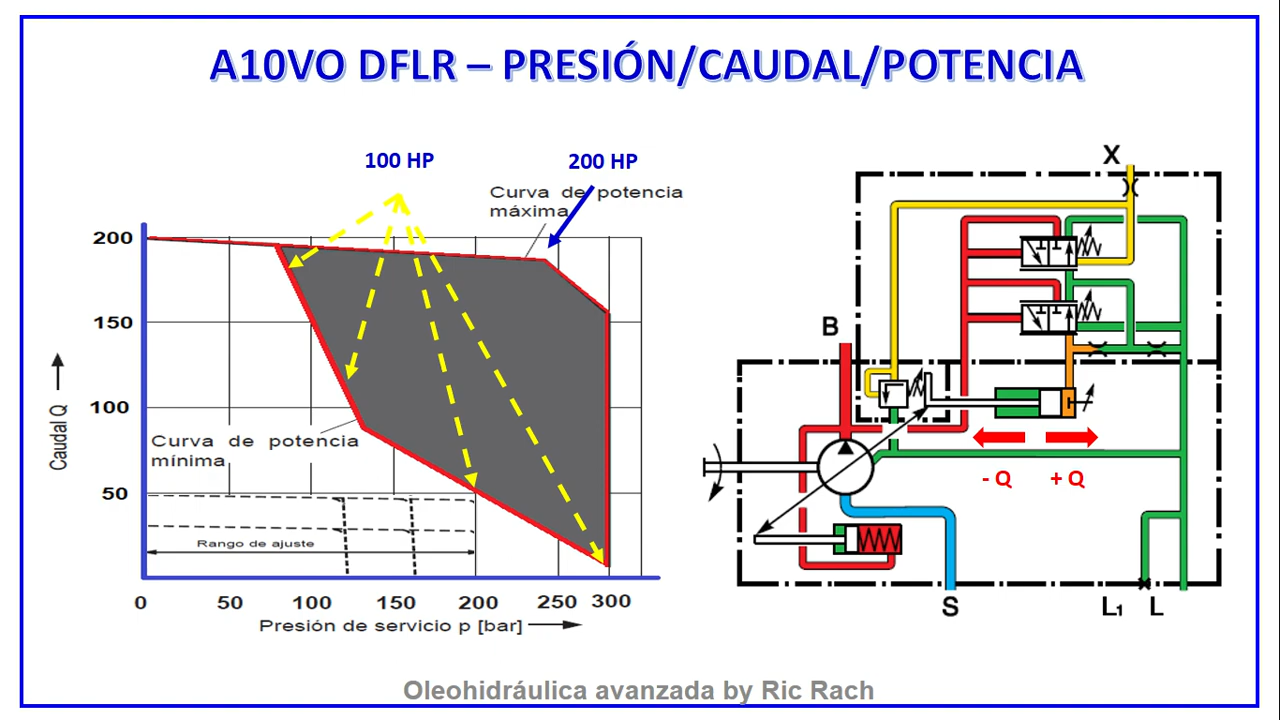 A10VO DFLR – PRESIÓN/CAUDAL/POTENCIA
100 HP
200 HP
Curva de potencia
máxima
200
150
100
50
Caudal Q
Curva de potencia
mínima
Rango de ajuste
0
50
100
150
200
250
300
Presión de servicio p [bar]
X
B
- Q
+ Q
S
L1
L
Oleohidráulica avanzada by Ric Rach